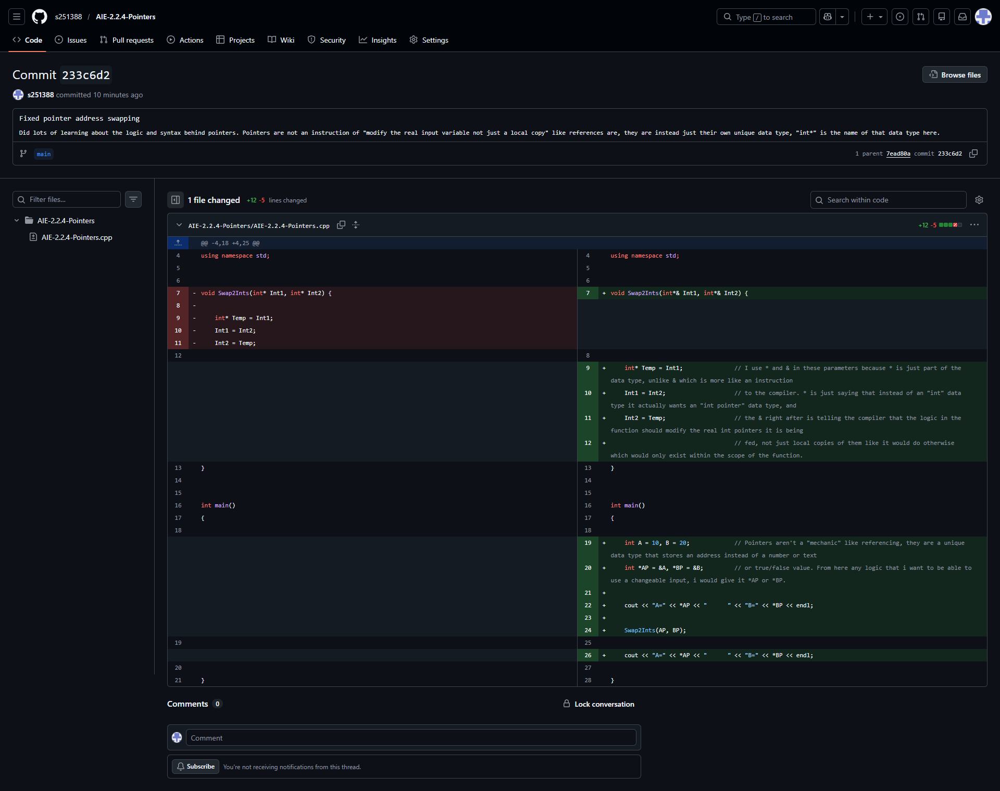 s251388 / AIE-2.2.4-Pointers
Type / to search
Code Issues Pull requests Actions Projects Wiki Security Insights Settings
Commit 233c6d2
Browse files
s251388 committed 10 minutes ago
Fixed pointer address swapping
Did lots of learning about the logic and syntax behind pointers. Pointers are not an instruction of "modify the real input variable not just a local copy" like references are, they are instead just their own unique data type, "int*" is the name of that data type here.
main
1 parent 7ead80a commit 233c6d2
Filter files...
AIE-2.2.4-Pointers
AIE-2.2.4-Pointers.cpp
1 file changed +12 -5 lines changed
Search within code
AIE-2.2.4-Pointers/AIE-2.2.4-Pointers.cpp
+12 -5
@@ -4,18 +4,25 @@
4 using namespace std;
5
6
7 - void Swap2Ints(int* Int1, int* Int2) {
8 -
9 - int* Temp = Int1;
10 - Int1 = Int2;
11 - Int2 = Temp;
12
13 }
14
15
16 int main()
17 {
18
19
20
21 }
4 using namespace std;
5
6
7 + void Swap2Ints(int*& Int1, int*& Int2) {
8
9 + int* Temp = Int1; // I use * and & in these parameters because * is just part of the
data type, unlike & which is more like an instruction
10 + Int1 = Int2; // to the compiler. * is just saying that instead of an "int" data
type it actually wants an "int pointer" data type, and
11 + Int2 = Temp; // the & right after is telling the compiler that the logic in the
function should modify the real int pointers it is being
12 + // fed, not just local copies of them like it would do otherwise
which would only exist within the scope of the function.
13 }
14
15
16 int main()
17 {
18
19 + int A = 10, B = 20; // Pointers aren't a "mechanic" like referencing, they are a unique
data type that stores an address instead of a number or text
20 + int *AP = &A, *BP = &B; // or true/false value. From here any logic that i want to be able to
use a changeable input, i would give it *AP or *BP.
21 +
22 + cout << "A=" << *AP << "      " << "B=" << *BP << endl;
23 +
24 + Swap2Ints(AP, BP);
25
26 + cout << "A=" << *AP << "      " << "B=" << *BP << endl;
27
28 }
Comments 0
Lock conversation
Comment
Subscribe You're not receiving notifications from this thread.